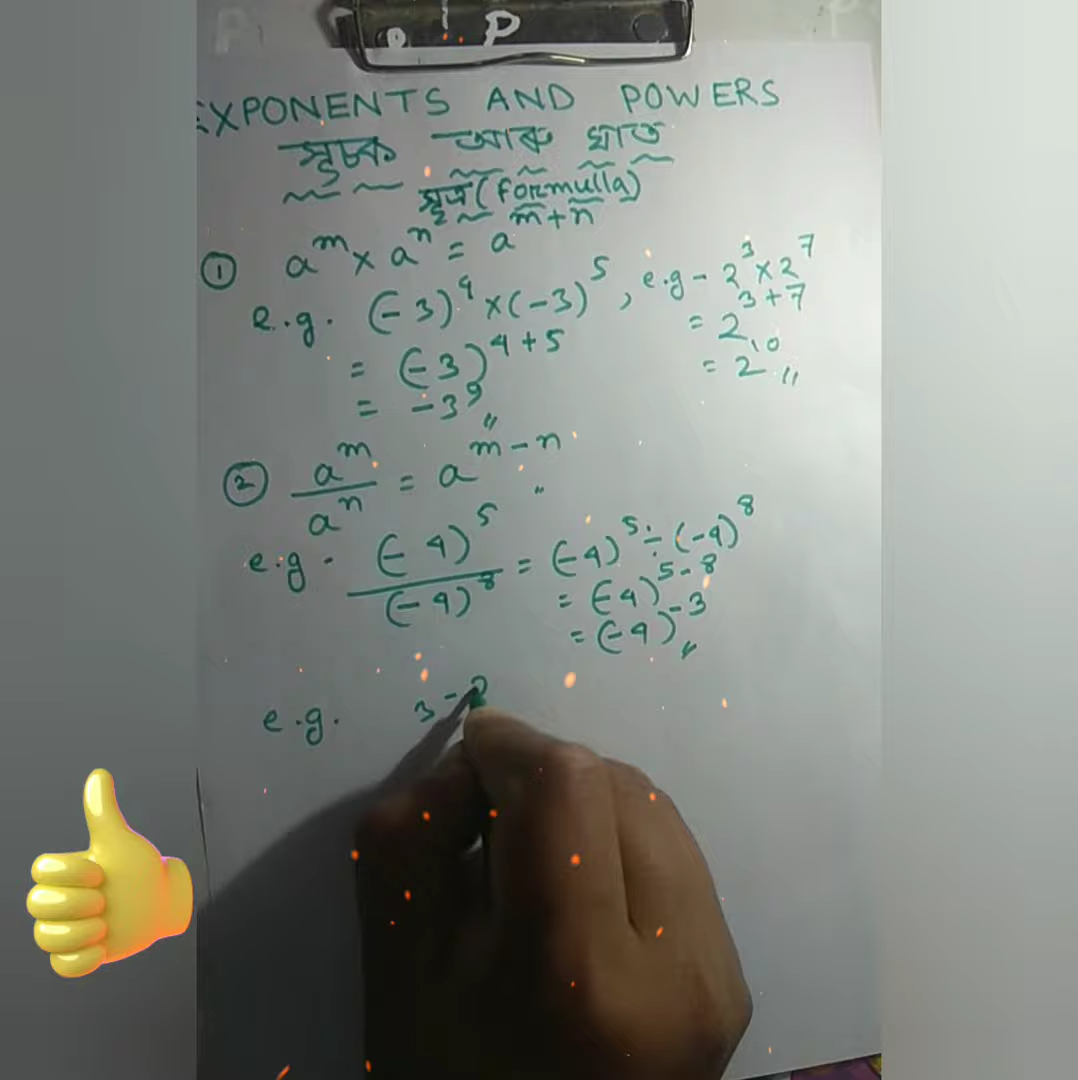 P
EXPONENTS AND POWERS
সূচক আৰু ঘাত
সূত্ৰ (formulla)
① a^m × a^n = a^(m+n)
e.g. (-3)^4 × (-3)^5, e.g - 2^3 × 2^7
= (-3)^(4+5) = 2^(3+7)
= -3^9 〃 = 2^10 〃
② a^m / a^n = a^(m-n) 〃
e.g. (-4)^5 / (-4)^8 = (-4)^5 ÷ (-4)^8
= (-4)^(5-8)
= (-4)^(-3) 〃
e.g. 3